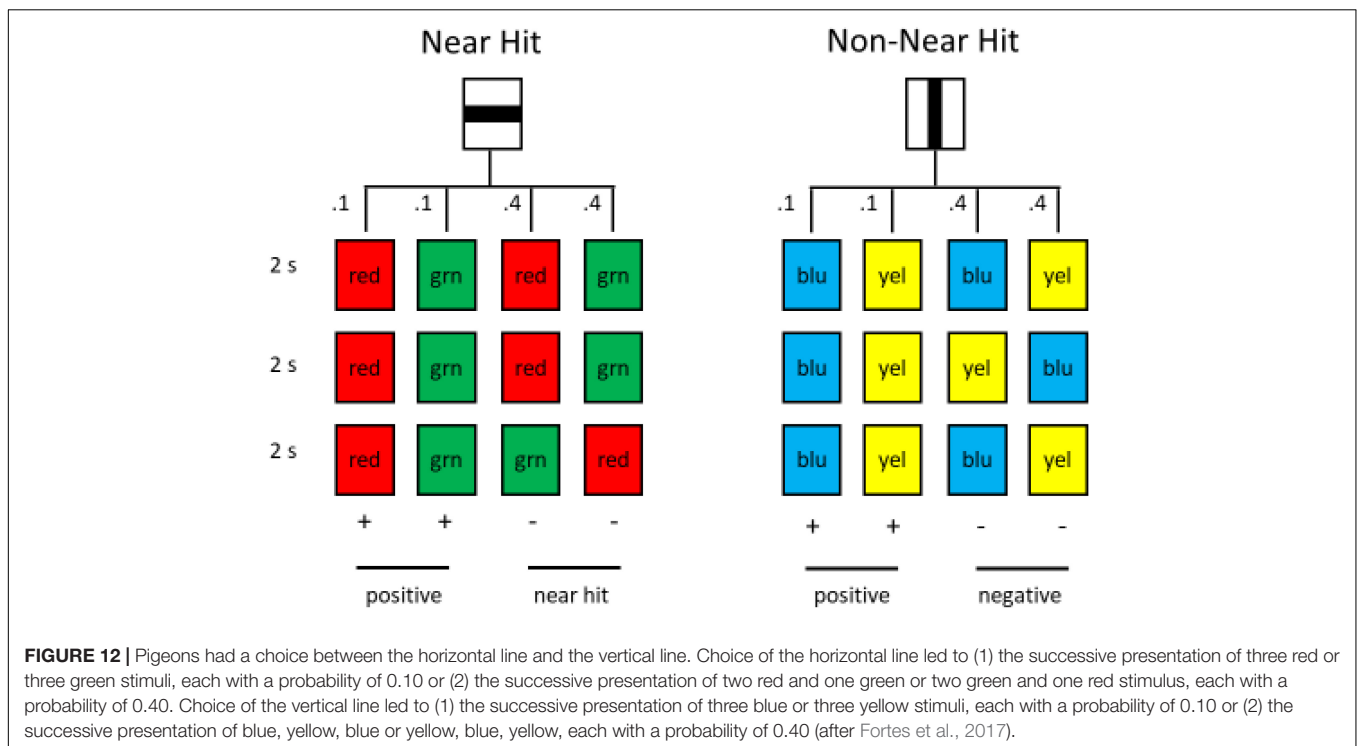 Near Hit Non-Near Hit
.1 .1 .4 .4 .1 .1 .4 .4
2 s red grn red grn blu yel blu yel
2 s red grn red grn blu yel yel blu
2 s red grn grn red blu yel blu yel
+ + - - + + - -
positive near hit positive negative
FIGURE 12 | Pigeons had a choice between the horizontal line and the vertical line. Choice of the horizontal line led to (1) the successive presentation of three red or
three green stimuli, each with a probability of 0.10 or (2) the successive presentation of two red and one green or two green and one red stimulus, each with a
probability of 0.40. Choice of the vertical line led to (1) the successive presentation of three blue or three yellow stimuli, each with a probability of 0.10 or (2) the
successive presentation of blue, yellow, blue or yellow, blue, yellow, each with a probability of 0.40 (after Fortes et al., 2017).